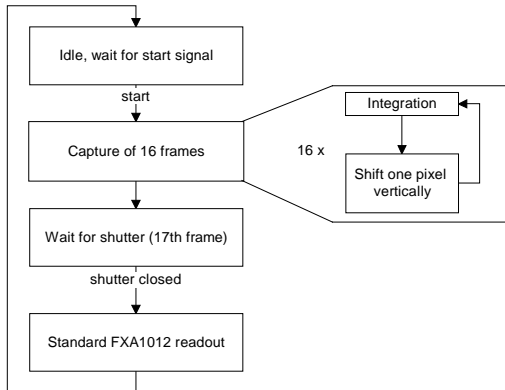 Idle, wait for start signal
start
Capture of 16 frames
16 x
Integration
Shift one pixel
vertically
Wait for shutter (17th frame)
shutter closed
Standard FXA1012 readout